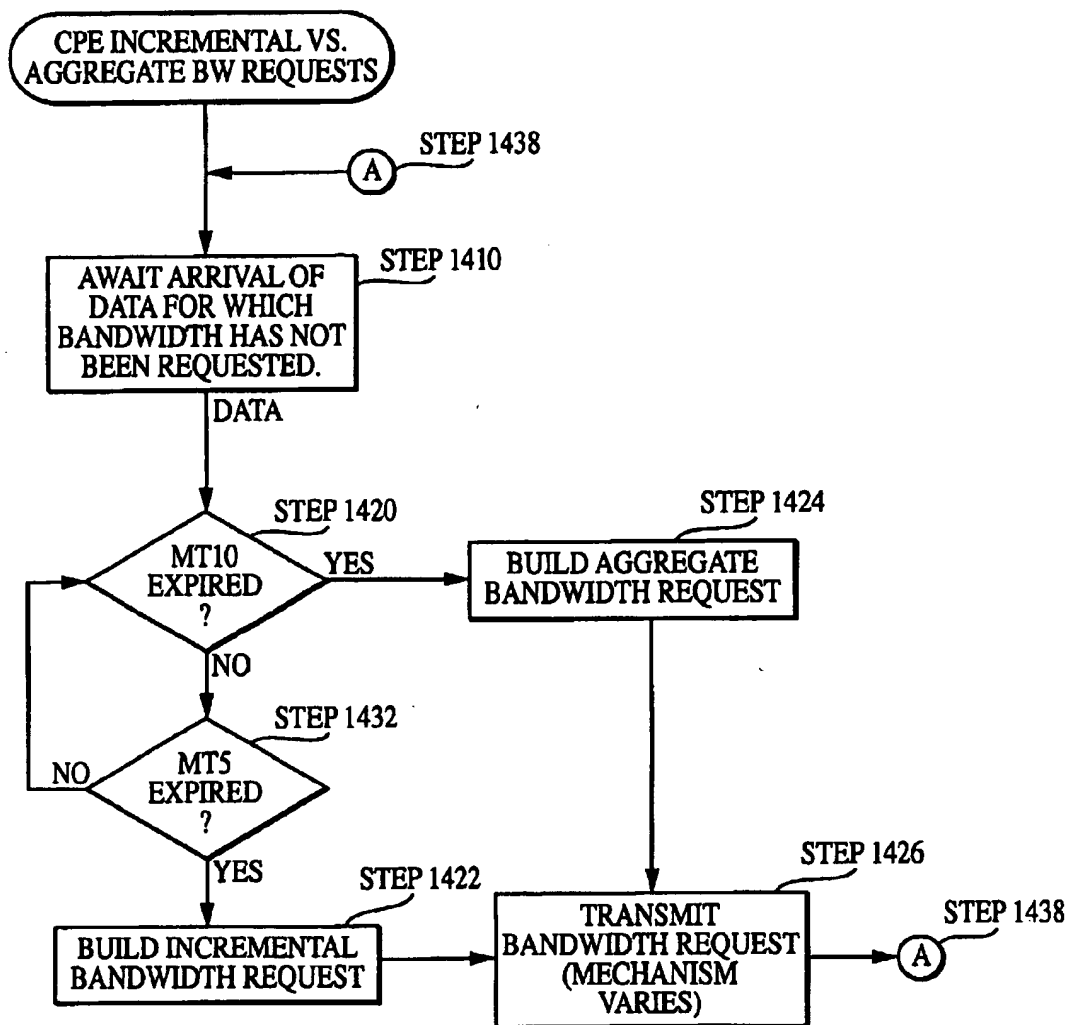 CPE INCREMENTAL VS.
AGGREGATE BW REQUESTS
STEP 1438
A
STEP 1410
AWAIT ARRIVAL OF
DATA FOR WHICH
BANDWIDTH HAS NOT
BEEN REQUESTED.
DATA
STEP 1420
MT10
EXPIRED
?
YES
STEP 1424
BUILD AGGREGATE
BANDWIDTH REQUEST
NO
STEP 1432
MT5
EXPIRED
?
NO
YES
STEP 1422
BUILD INCREMENTAL
BANDWIDTH REQUEST
STEP 1426
TRANSMIT
BANDWIDTH REQUEST
(MECHANISM
VARIES)
STEP 1438
A